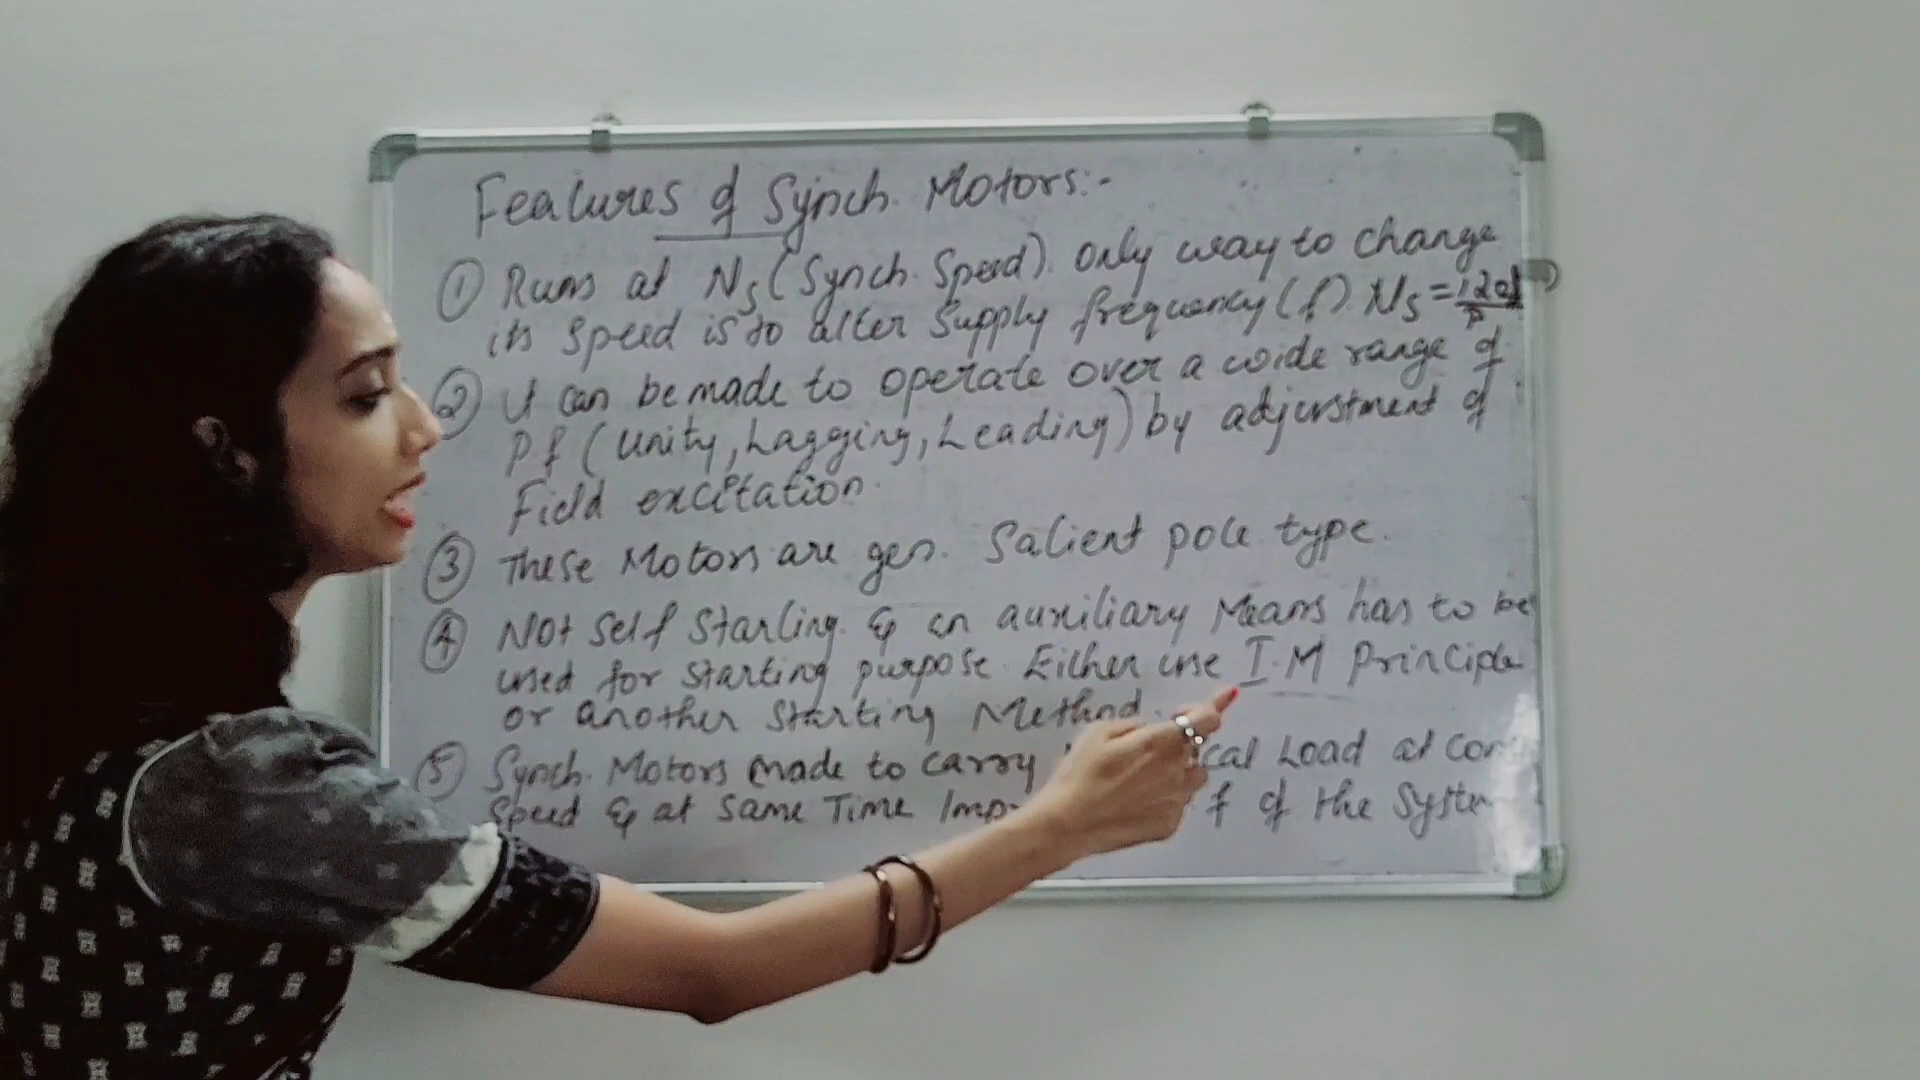 Features of Synch. Motors:-
① Runs at Ns (Synch. Speed). Only way to change
its speed is to alter supply frequency (f). Ns = 120f/P
② It can be made to operate over a wide range of
P.f (Unity, Lagging, Leading) by adjustment of
Field excitation.
③ These Motors are gen. Salient pole type.
④ Not self starting & an auxiliary Means has to be
used for starting purpose. Either use I.M Principle
or another starting Method.
⑤ Synch. Motors made to carry cal Load at Con
Speed & at Same Time Imp f of the System